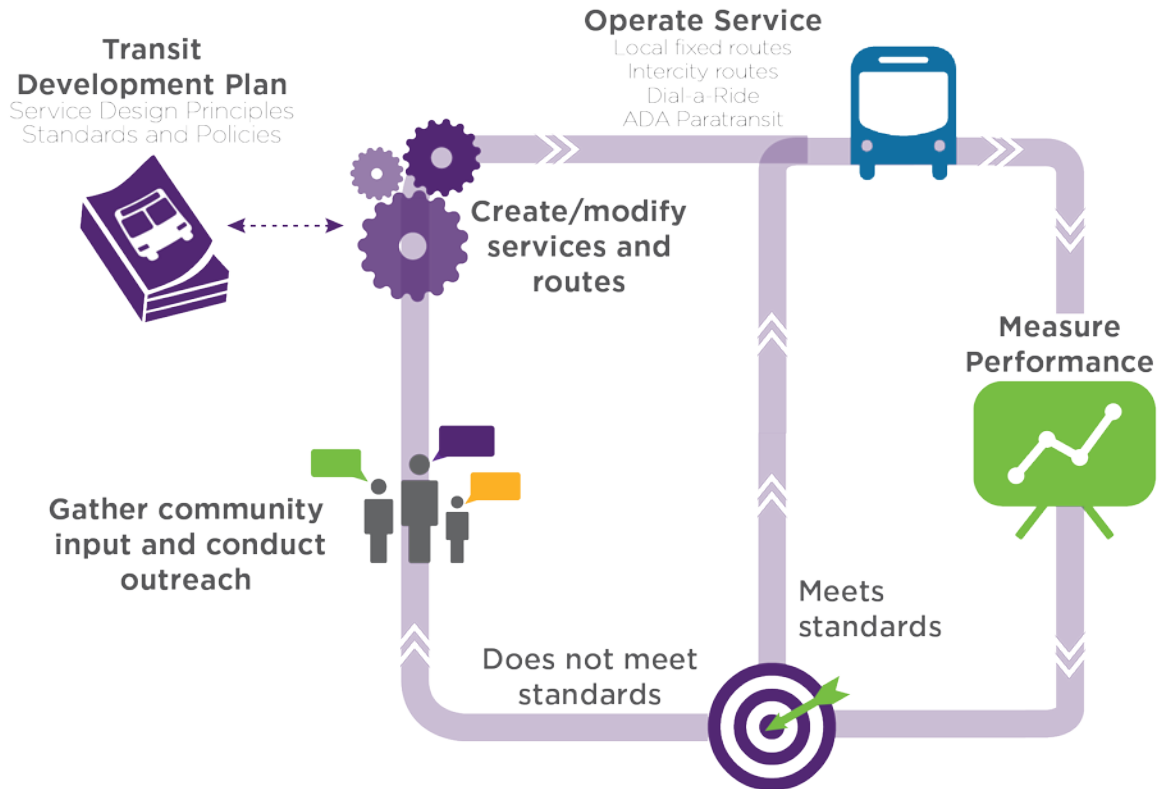 Transit
Development Plan
Service Design Principles
Standards and Policies
Operate Service
Local fixed routes
Intercity routes
Dial-a-Ride
ADA Paratransit
Create/modify
services and
routes
Measure
Performance
Gather community
input and conduct
outreach
Meets
standards
Does not meet
standards